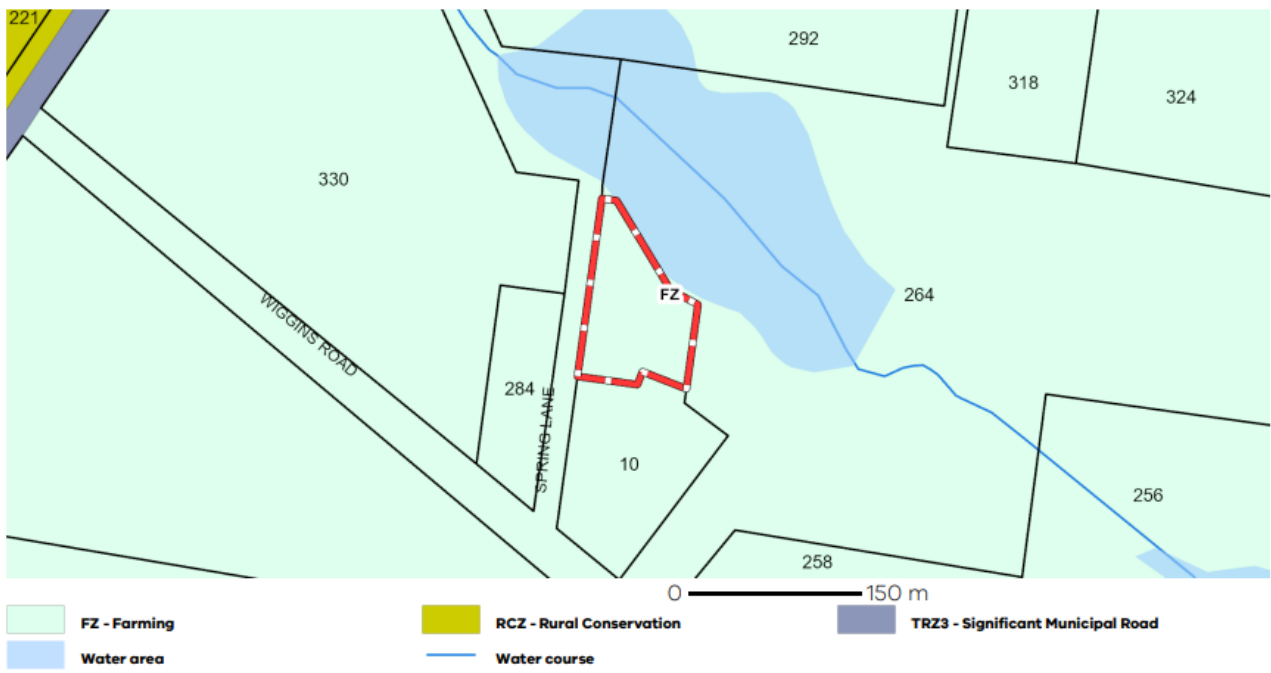 221
292
318
324
330
WIGGINS ROAD
FZ
264
284
SPRING LANE
10
256
258
0 150 m
FZ - Farming
RCZ - Rural Conservation
TRZ3 - Significant Municipal Road
Water area
Water course